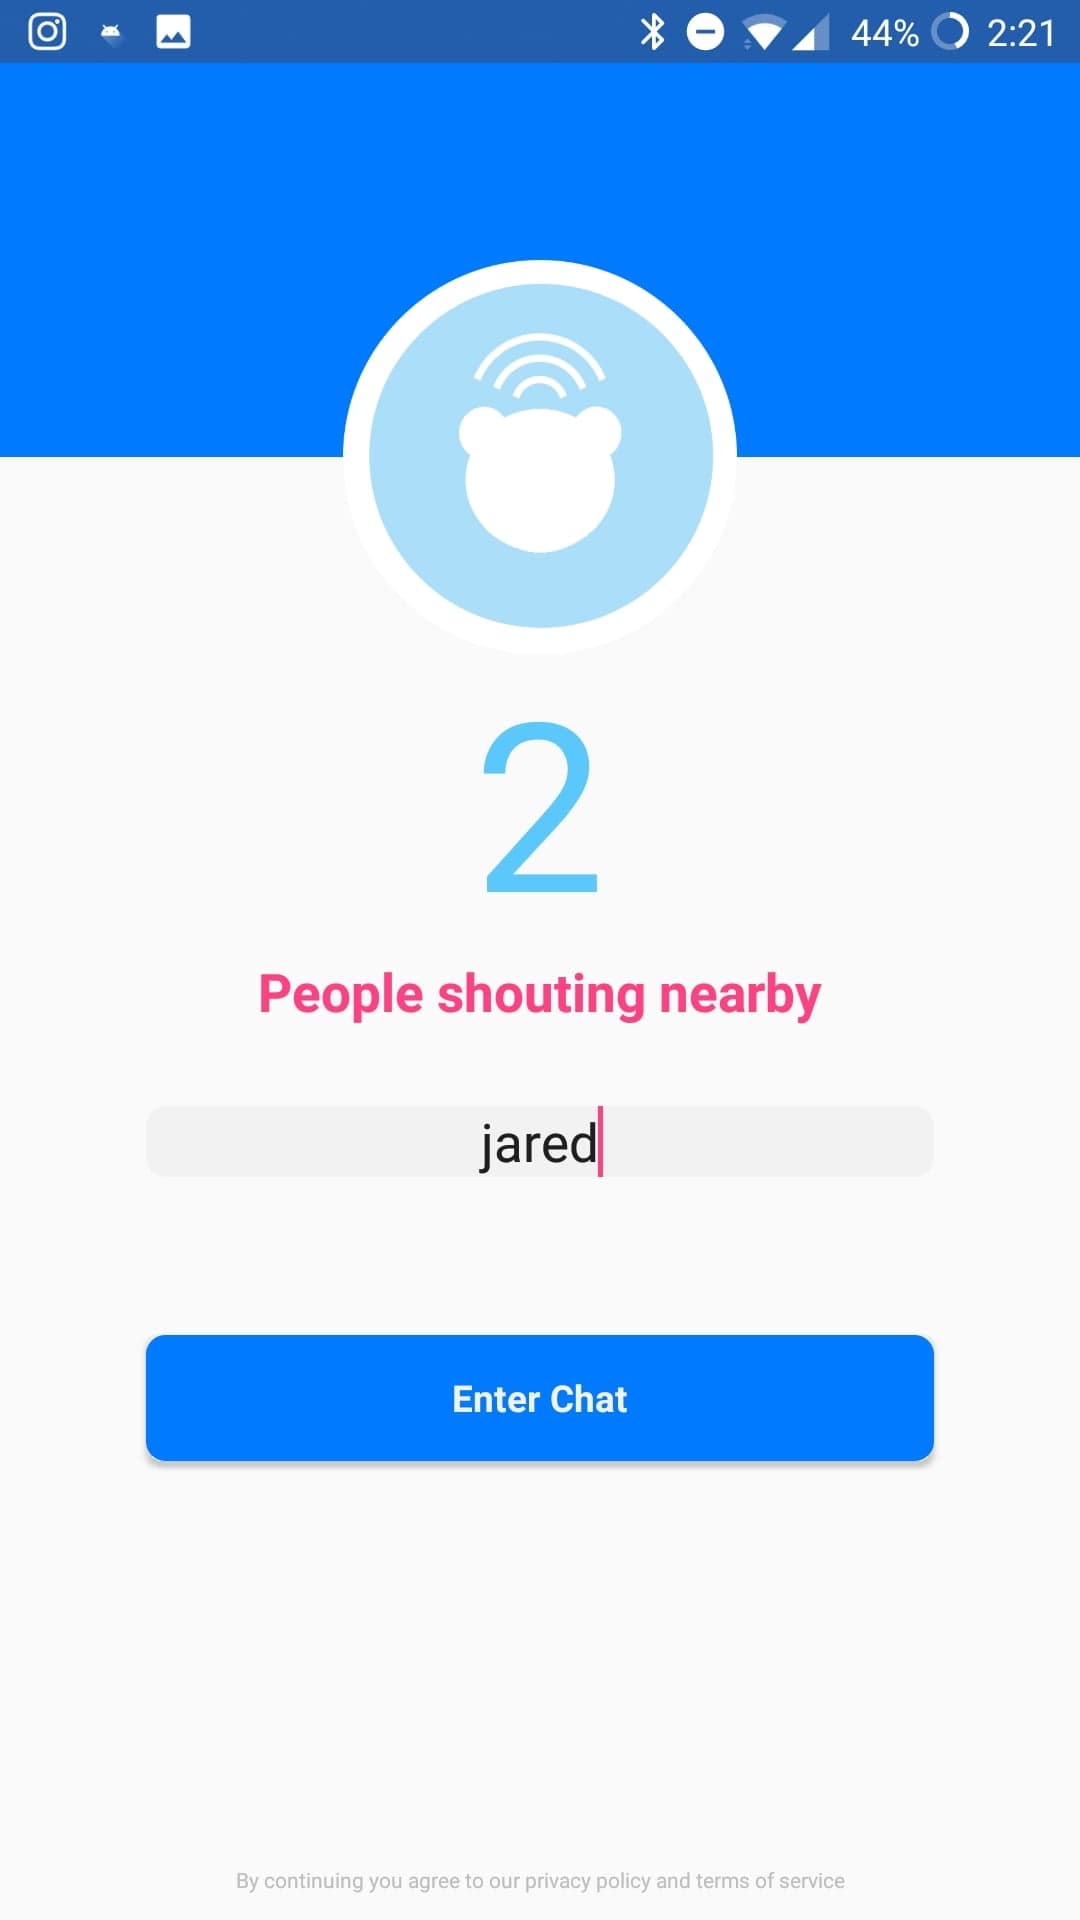 44% 2:21
2
People shouting nearby
jared
Enter Chat
By continuing you agree to our privacy policy and terms of service